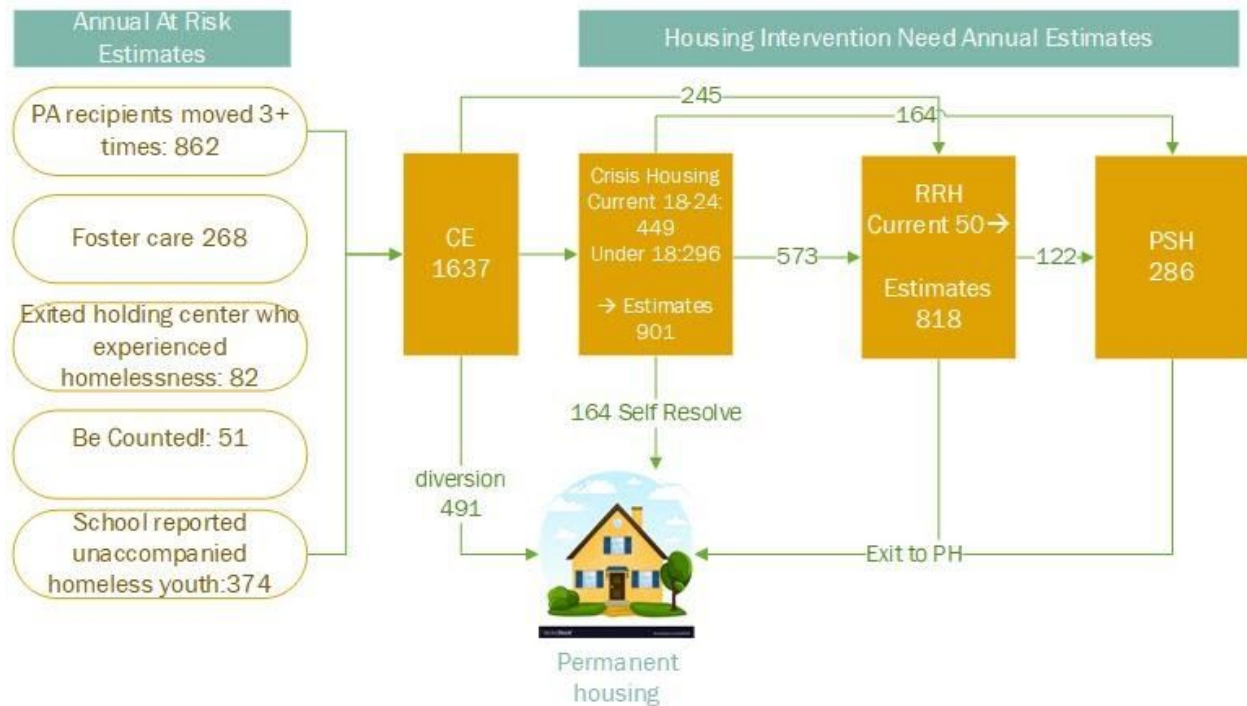 Annual At Risk
Estimates
Housing Intervention Need Annual Estimates
PA recipients moved 3+
times: 862
Foster care 268
Exited holding center who
experienced
homelessness: 82
Be Counted!: 51
School reported
unaccompanied
homeless youth:374
245
164
CE
1637
Crisis Housing
Current 18-24:
449
Under 18:296
→ Estimates
901
573
RRH
Current 50→
Estimates
818
122
PSH
286
164 Self Resolve
diversion
491
Exit to PH
Permanent
housing